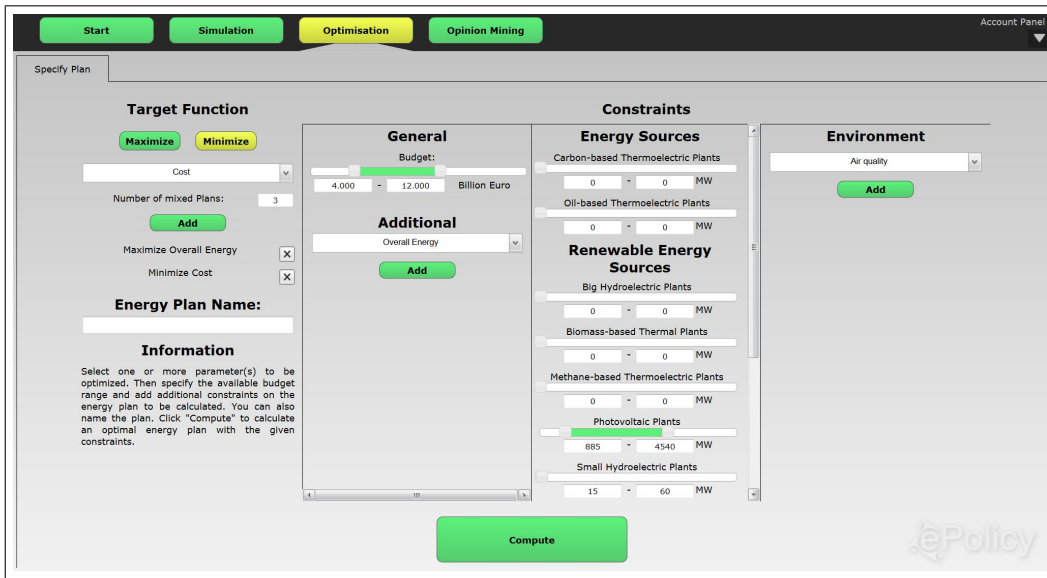 Start
Simulation
Optimisation
Opinion Mining
Account Panel
Specify Plan
Target Function
Maximize
Minimize
Cost
Number of mixed Plans:
3
Add
Maximize Overall Energy
X
Minimize Cost
X
Energy Plan Name:
Information
Select one or more parameter(s) to be
optimized. Then specify the available budget
range and add additional constraints on the
energy plan to be calculated. You can also
name the plan. Click "Compute" to calculate
an optimal energy plan with the given
constraints.
Constraints
General
Budget:
4.000 - 12.000 Billion Euro
Additional
Overall Energy
Add
Energy Sources
Carbon-based Thermoelectric Plants
0 - 0 MW
Oil-based Thermoelectric Plants
0 - 0 MW
Renewable Energy
Sources
Big Hydroelectric Plants
0 - 0 MW
Biomass-based Thermal Plants
0 - 0 MW
Methane-based Thermoelectric Plants
0 - 0 MW
Photovoltaic Plants
885 - 4540 MW
Small Hydroelectric Plants
15 - 60 MW
Environment
Air quality
Add
Compute
ePolicy